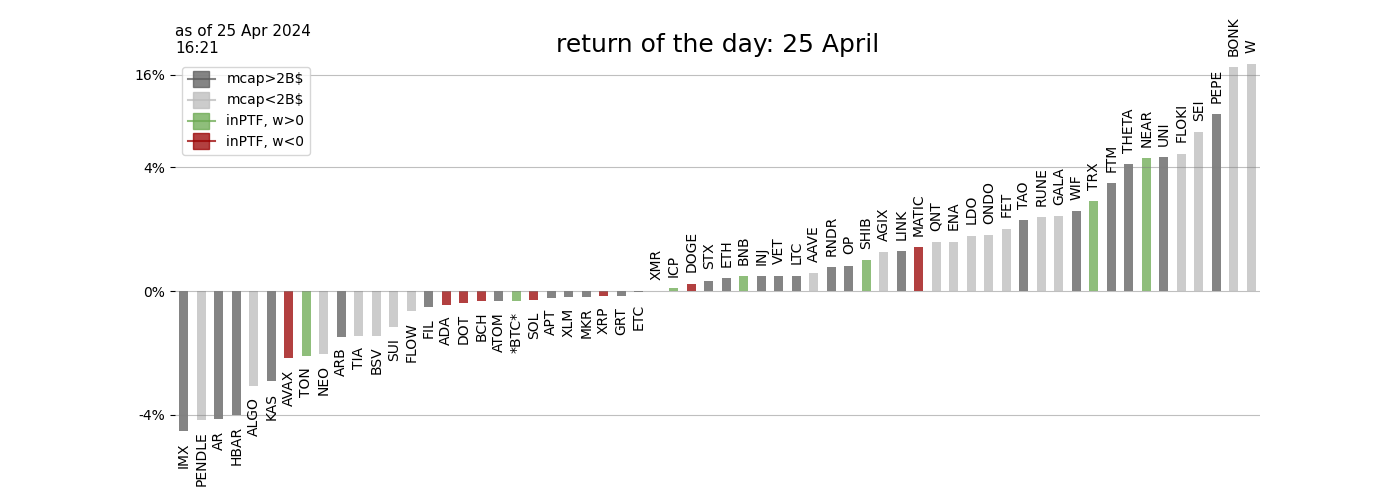 as of 25 Apr 2024
16:21
return of the day: 25 April
mcap>2B$
mcap<2B$
inPTF, w>0
inPTF, w<0
16%
4%
0%
-4%
IMX
PENDLE
AR
HBAR
ALGO
KAS
AVAX
TON
NEO
ARB
TIA
BSV
SUI
FLOW
FIL
ADA
DOT
BCH
ATOM
*BTC*
SOL
APT
XLM
MKR
XRP
GRT
ETC
XMR
ICP
DOGE
STX
ETH
BNB
INJ
VET
LTC
AAVE
RNDR
OP
SHIB
AGIX
LINK
MATIC
QNT
ENA
LDO
ONDO
FET
TAO
RUNE
GALA
WIF
TRX
FTM
THETA
NEAR
UNI
FLOKI
SEI
PEPE
BONK
W